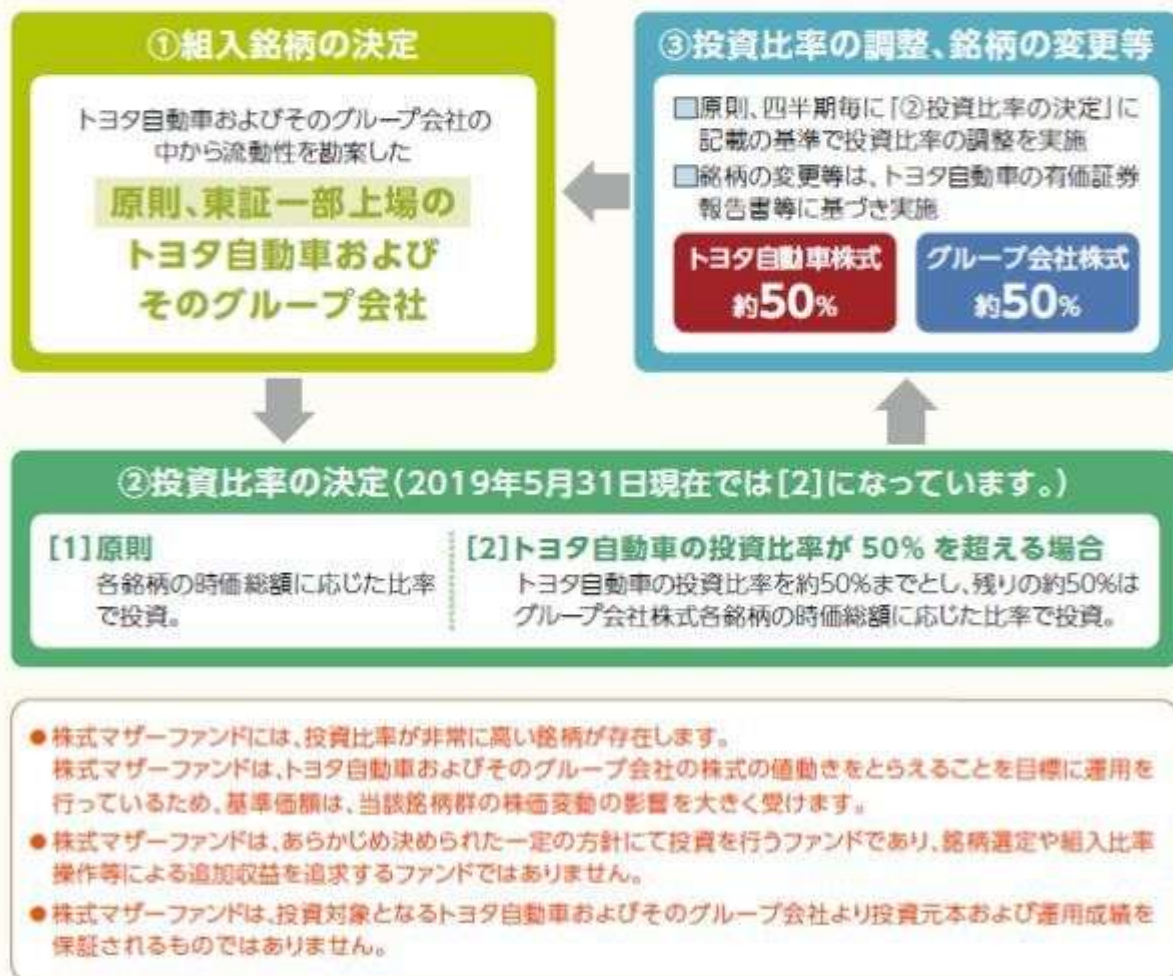 ①組入銘柄の決定
トヨタ自動車およびそのグループ会社の
中から流動性を勘案した
原則、東証一部上場の
トヨタ自動車および
そのグループ会社
③投資比率の調整、銘柄の変更等
□原則、四半期毎に「②投資比率の決定」に
記載の基準で投資比率の調整を実施
□銘柄の変更等は、トヨタ自動車の有価証券
報告書等に基づき実施
トヨタ自動車株式
約50%
グループ会社株式
約50%
②投資比率の決定(2019年5月31日現在では[2]になっています。)
[1]原則
各銘柄の時価総額に応じた比率
で投資。
[2]トヨタ自動車の投資比率が 50% を超える場合
トヨタ自動車の投資比率を約50%までとし、残りの約50%は
グループ会社株式各銘柄の時価総額に応じた比率で投資。
●株式マザーファンドには、投資比率が非常に高い銘柄が存在します。
株式マザーファンドは、トヨタ自動車およびそのグループ会社の株式の値動きをとらえることを目標に運用を
行っているため、基準価額は、当該銘柄群の株価変動の影響を大きく受けます。
●株式マザーファンドは、あらかじめ決められた一定の方針にて投資を行うファンドであり、銘柄選定や組入比率
操作等による追加収益を追求するファンドではありません。
●株式マザーファンドは、投資対象となるトヨタ自動車およびそのグループ会社より投資元本および運用成績を
保証されるものではありません。